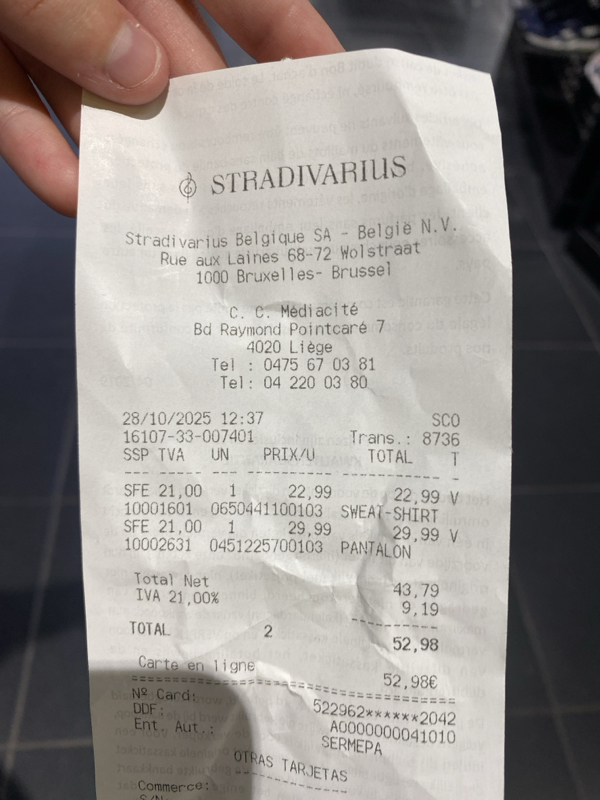 STRADIVARIUS
Stradivarius Belgique SA - België N.V.
Rue aux Laines 68-72 Wolstraat
1000 Bruxelles- Brussel
C. C. Médiacité
Bd Raymond Pointcaré 7
4020 Liège
Tel : 0475 67 03 81
Tel: 04 220 03 80
28/10/2025 12:37 SCO
16107-33-007401 Trans.: 8736
SSP TVA UN PRIX/U TOTAL T
SFE 21,00 1 22,99 22,99 V
10001601 0650441100103 SWEAT-SHIRT
SFE 21,00 1 29,99 29,99 V
10002631 0451225700103 PANTALON
Total Net 43,79
IVA 21,00% 9,19
TOTAL 2 52,98
Carte en ligne 52,98€
Nº Card: 522962******2042
DDF: A0000000041010
Ent. Aut.: SERMEPA
OTRAS TARJETAS
Commerce: